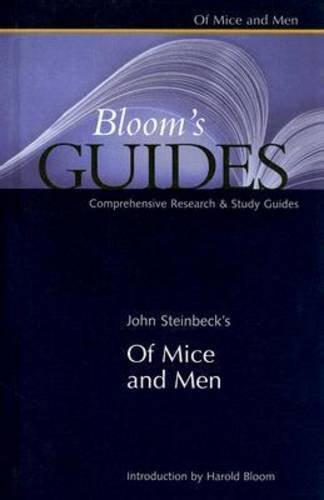 Of Mice and Men
Bloom's
GUIDES
Comprehensive Research & Study Guides
John Steinbeck's
Of Mice
and Men
Introduction by Harold Bloom